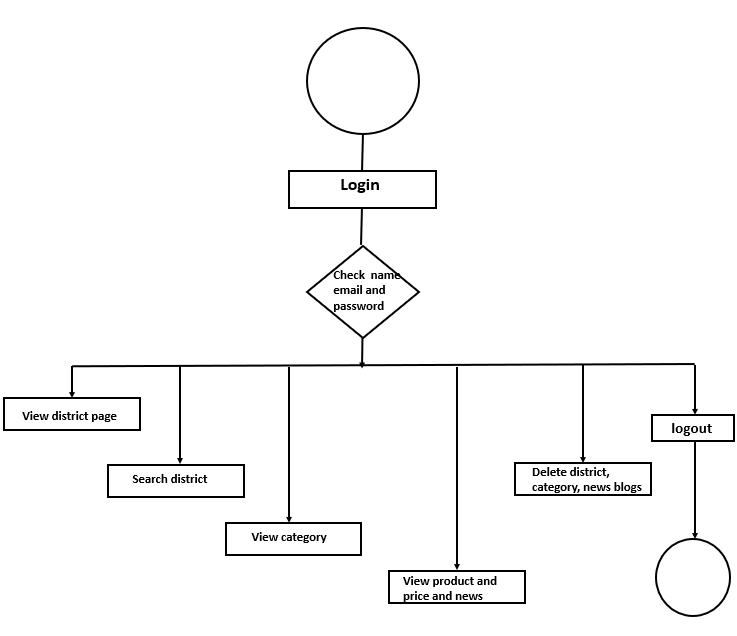 Login
Check name
email and
password
View district page
logout
Delete district,
category, news blogs
Search district
View category
View product and
price and news